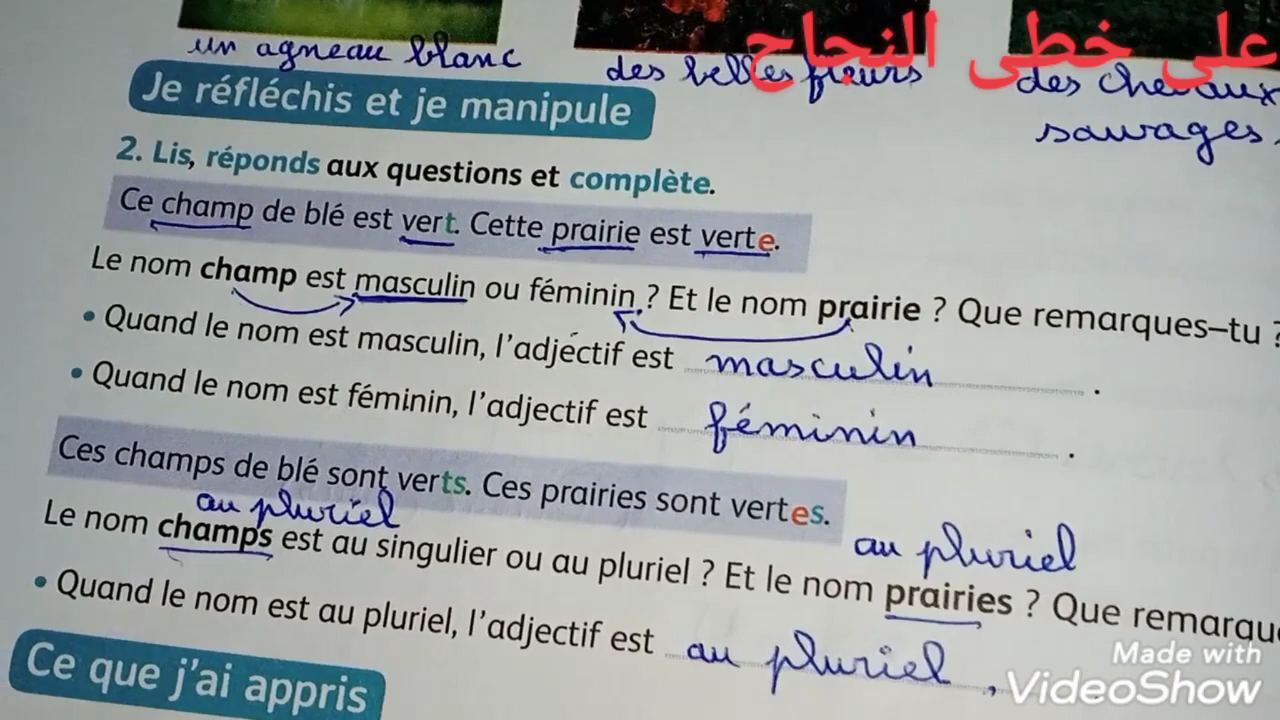 على خطى النجاح
un agneau blanc
des belles fleurs
des chevaux
sauvages.
Je réfléchis et je manipule
2. Lis, réponds aux questions et complète.
Ce champ de blé est vert. Cette prairie est verte.
Le nom champ est masculin ou féminin ? Et le nom prairie ? Que remarques-tu ?
• Quand le nom est masculin, l'adjectif est masculin .
• Quand le nom est féminin, l'adjectif est féminin .
Ces champs de blé sont verts. Ces prairies sont vertes.
au pluriel
au pluriel
Le nom champs est au singulier ou au pluriel ? Et le nom prairies ? Que remarqu
• Quand le nom est au pluriel, l'adjectif est au pluriel .
Ce que j'ai appris
Made with
VideoShow